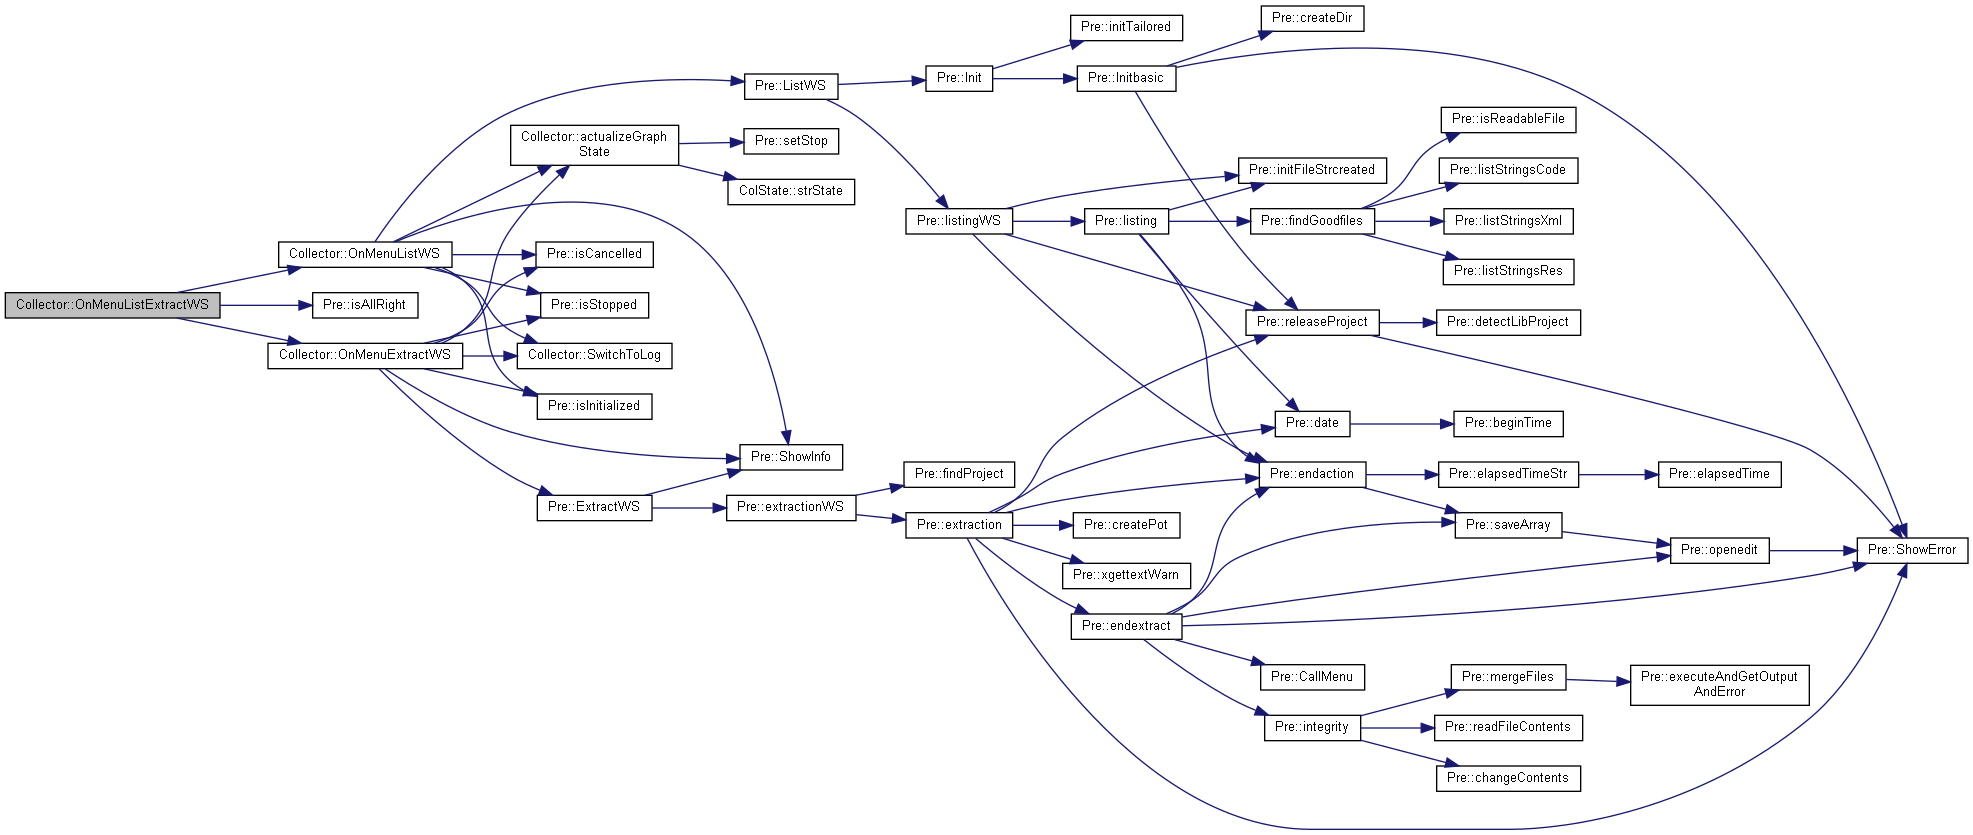 Collector::OnMenuListExtractWS
Collector::OnMenuListWS
Pre::isAllRight
Collector::OnMenuExtractWS
Collector::actualizeGraph
State
Pre::isCancelled
Pre::isStopped
Collector::SwitchToLog
Pre::isInitialized
Pre::ExtractWS
Pre::ListWS
Pre::setStop
ColState::strState
Pre::ShowInfo
Pre::extractionWS
Pre::Init
Pre::listingWS
Pre::findProject
Pre::extraction
Pre::initTailored
Pre::Initbasic
Pre::listing
Pre::createPot
Pre::xgettextWarn
Pre::endextract
Pre::createDir
Pre::initFileStrcreated
Pre::findGoodfiles
Pre::releaseProject
Pre::date
Pre::endaction
Pre::CallMenu
Pre::integrity
Pre::isReadableFile
Pre::listStringsCode
Pre::listStringsXml
Pre::listStringsRes
Pre::detectLibProject
Pre::beginTime
Pre::elapsedTimeStr
Pre::saveArray
Pre::mergeFiles
Pre::readFileContents
Pre::changeContents
Pre::elapsedTime
Pre::openedit
Pre::executeAndGetOutput
AndError
Pre::ShowError